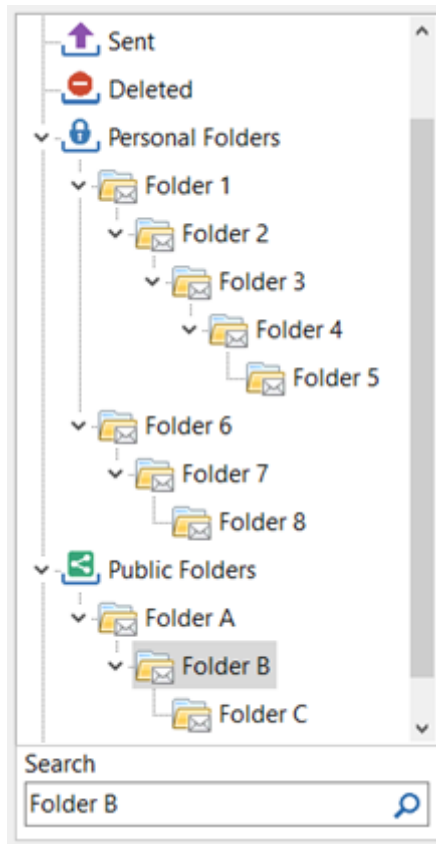 Sent
Deleted
Personal Folders
Folder 1
Folder 2
Folder 3
Folder 4
Folder 5
Folder 6
Folder 7
Folder 8
Public Folders
Folder A
Folder B
Folder C
Search
Folder B